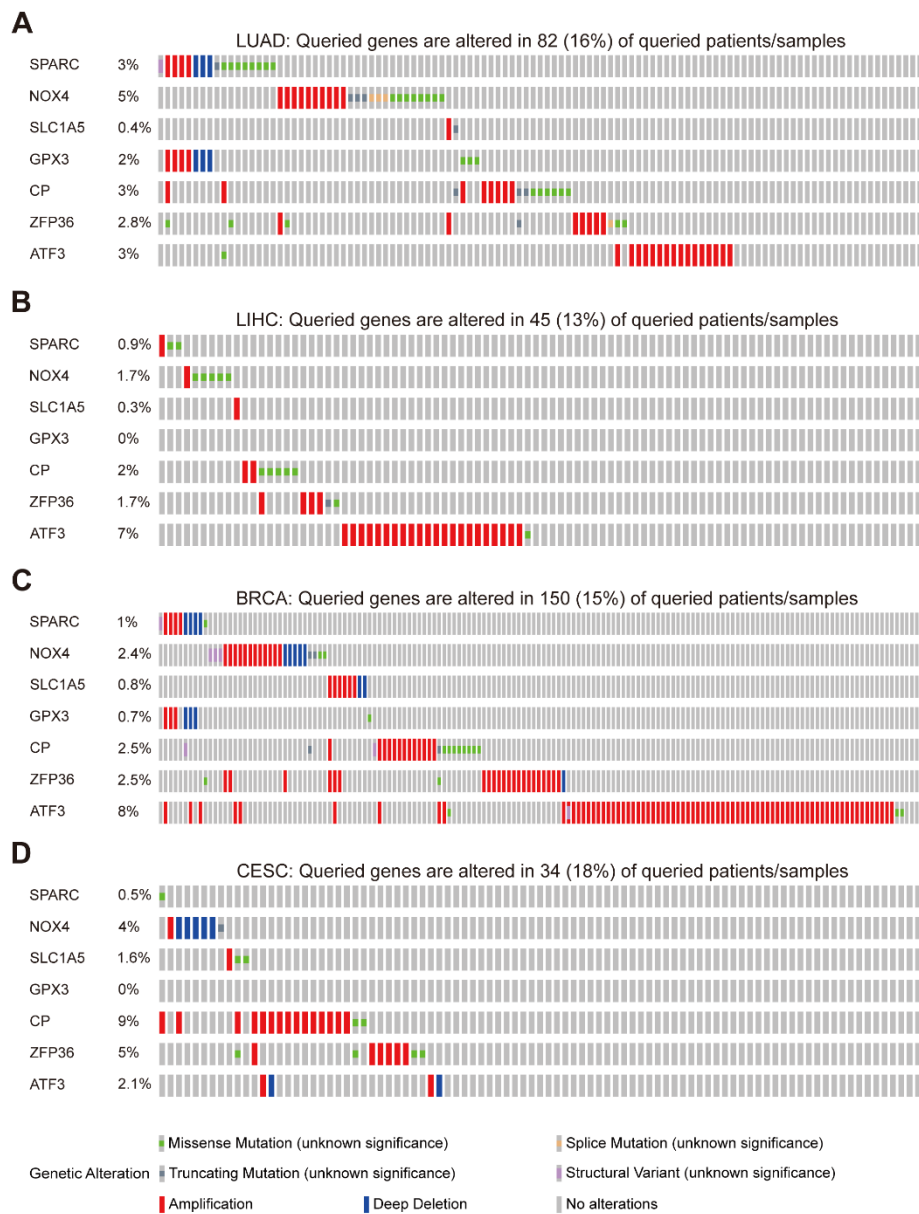 A
LUAD: Queried genes are altered in 82 (16%) of queried patients/samples
SPARC 3%
NOX4 5%
SLC1A5 0.4%
GPX3 2%
CP 3%
ZFP36 2.8%
ATF3 3%
B
LIHC: Queried genes are altered in 45 (13%) of queried patients/samples
SPARC 0.9%
NOX4 1.7%
SLC1A5 0.3%
GPX3 0%
CP 2%
ZFP36 1.7%
ATF3 7%
C
BRCA: Queried genes are altered in 150 (15%) of queried patients/samples
SPARC 1%
NOX4 2.4%
SLC1A5 0.8%
GPX3 0.7%
CP 2.5%
ZFP36 2.5%
ATF3 8%
D
CESC: Queried genes are altered in 34 (18%) of queried patients/samples
SPARC 0.5%
NOX4 4%
SLC1A5 1.6%
GPX3 0%
CP 9%
ZFP36 5%
ATF3 2.1%
Missense Mutation (unknown significance) Splice Mutation (unknown significance)
Genetic Alteration Truncating Mutation (unknown significance) Structural Variant (unknown significance)
Amplification Deep Deletion No alterations